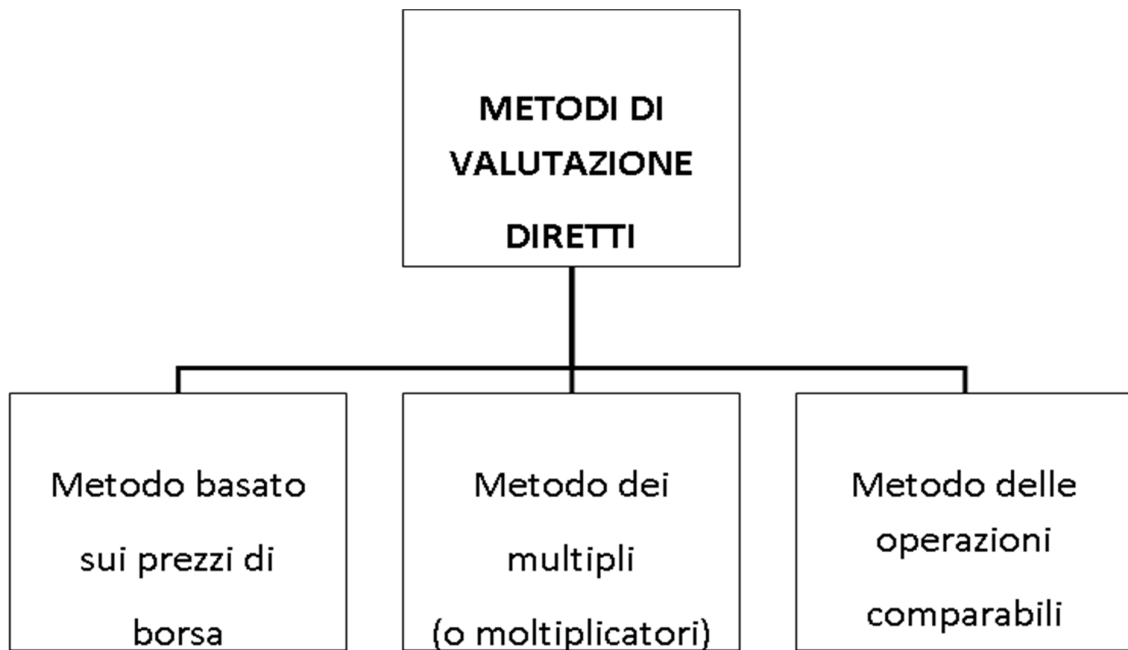 METODI DI
VALUTAZIONE
DIRETTI
Metodo basato
sui prezzi di
borsa
Metodo dei
multipli
(o moltiplicatori)
Metodo delle
operazioni
comparabili